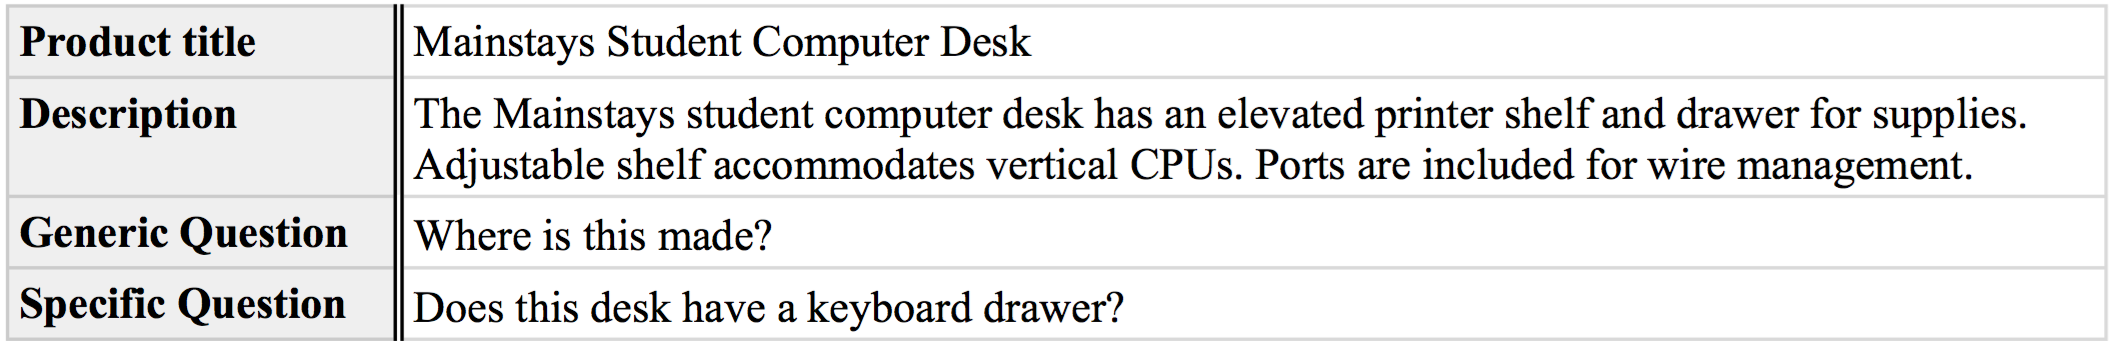 Product title Mainstays Student Computer Desk
Description The Mainstays student computer desk has an elevated printer shelf and drawer for supplies.
Adjustable shelf accommodates vertical CPUs. Ports are included for wire management.
Generic Question Where is this made?
Specific Question Does this desk have a keyboard drawer?